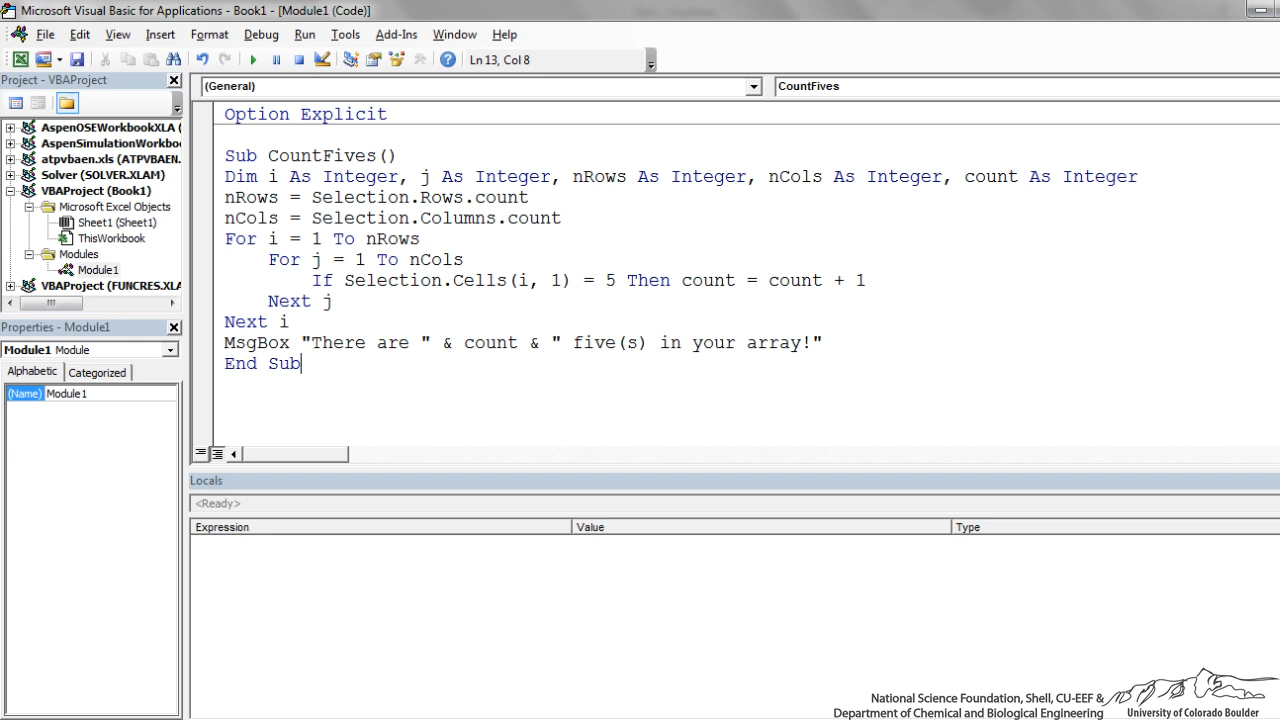 Microsoft Visual Basic for Applications - Book1 - [Module1 (Code)]
File Edit View Insert Format Debug Run Tools Add-Ins Window Help
Ln 13, Col 8
Project - VBAProject
(General)
CountFives
AspenOSEWorkbookXLA (
AspenSimulationWorkbo
atpvbaen.xls (ATPVBAEN.
Solver (SOLVER.XLAM)
VBAProject (Book1)
Microsoft Excel Objects
Sheet1 (Sheet1)
ThisWorkbook
Modules
Module1
VBAProject (FUNCRES.XLA
Properties - Module1
Module1 Module
Alphabetic Categorized
(Name) Module1
Option Explicit
Sub CountFives()
Dim i As Integer, j As Integer, nRows As Integer, nCols As Integer, count As Integer
nRows = Selection.Rows.count
nCols = Selection.Columns.count
For i = 1 To nRows
For j = 1 To nCols
If Selection.Cells(i, 1) = 5 Then count = count + 1
Next j
Next i
MsgBox "There are " & count & " five(s) in your array!"
End Sub
Locals
<Ready>
Expression Value Type
National Science Foundation, Shell, CU-EEF &
Department of Chemical and Biological Engineering
University of Colorado Boulder